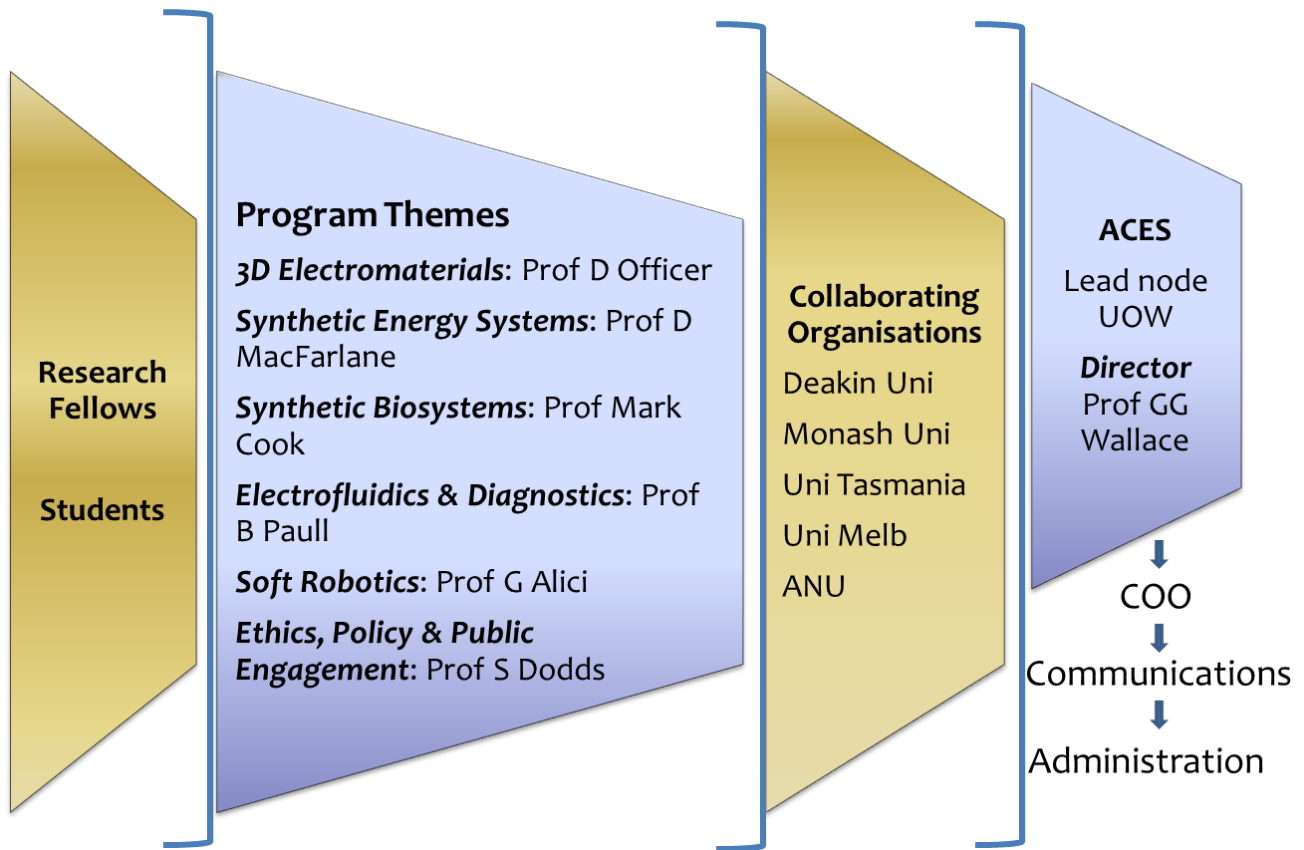 Research
Fellows
Students
Program Themes
3D Electromaterials: Prof D Officer
Synthetic Energy Systems: Prof D
MacFarlane
Synthetic Biosystems: Prof Mark
Cook
Electrofluidics & Diagnostics: Prof
B Paull
Soft Robotics: Prof G Alici
Ethics, Policy & Public
Engagement: Prof S Dodds
Collaborating
Organisations
Deakin Uni
Monash Uni
Uni Tasmania
Uni Melb
ANU
ACES
Lead node
UOW
Director
Prof GG
Wallace
COO
Communications
Administration